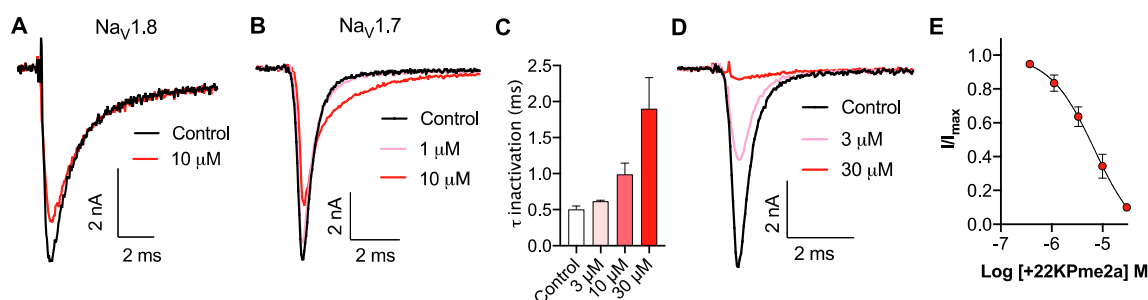 A
Nav1.8
Control
10 μM
2 nA
2 ms
B
Nav1.7
Control
1 μM
10 μM
2 nA
2 ms
C
τ inactivation (ms)
2.5
2.0
1.5
1.0
0.5
0.0
Control
3 μM
10 μM
30 μM
D
Control
3 μM
30 μM
2 nA
2 ms
E
I/Imax
1.0
0.8
0.6
0.4
0.2
0.0
-7
-6
-5
Log [+22KPme2a] M